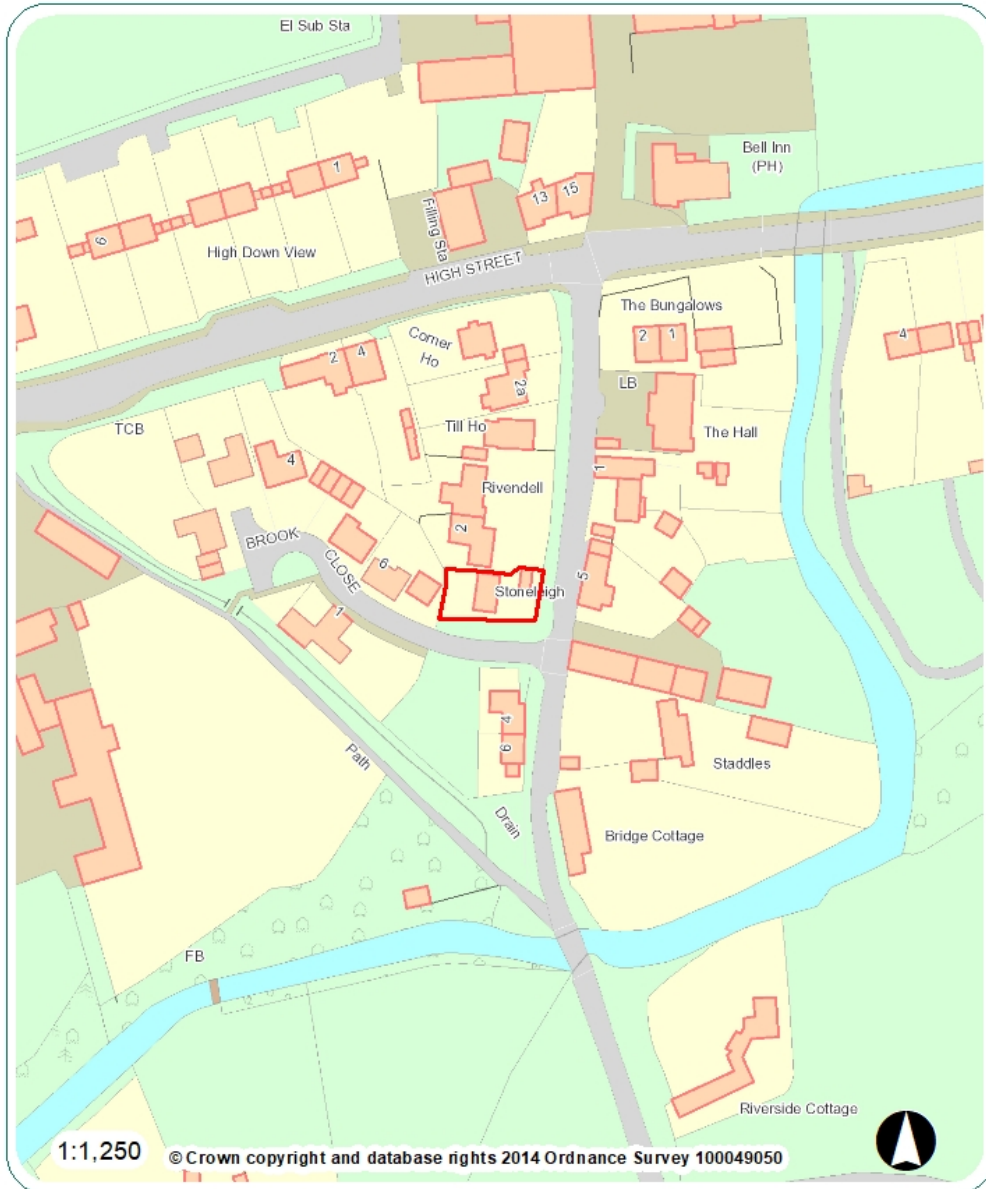 El Sub Sta
Bell Inn
(PH)
1
13
15
Filling Sta
6
High Down View
HIGH STREET
The Bungalows
2
1
4
Corner
Ho
2
4
2a
LB
TCB
Till Ho
The Hall
4
1
Rivendell
2
BROOK
CLOSE
6
Stoneleigh
5
1
4
6
Path
Staddles
Drain
Bridge Cottage
FB
Riverside Cottage
1:1,250
© Crown copyright and database rights 2014 Ordnance Survey 100049050